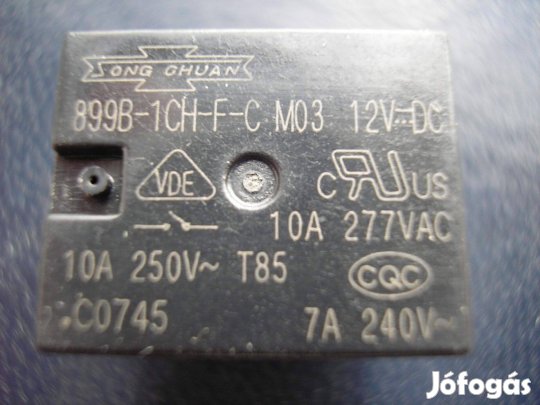 SONG CHUAN
899B-1CH-F-C M03 12V-DC
VDE
c RU US
10A 277VAC
10A 250V~ T85
CQC
C0745
7A 240V~
Jófogás